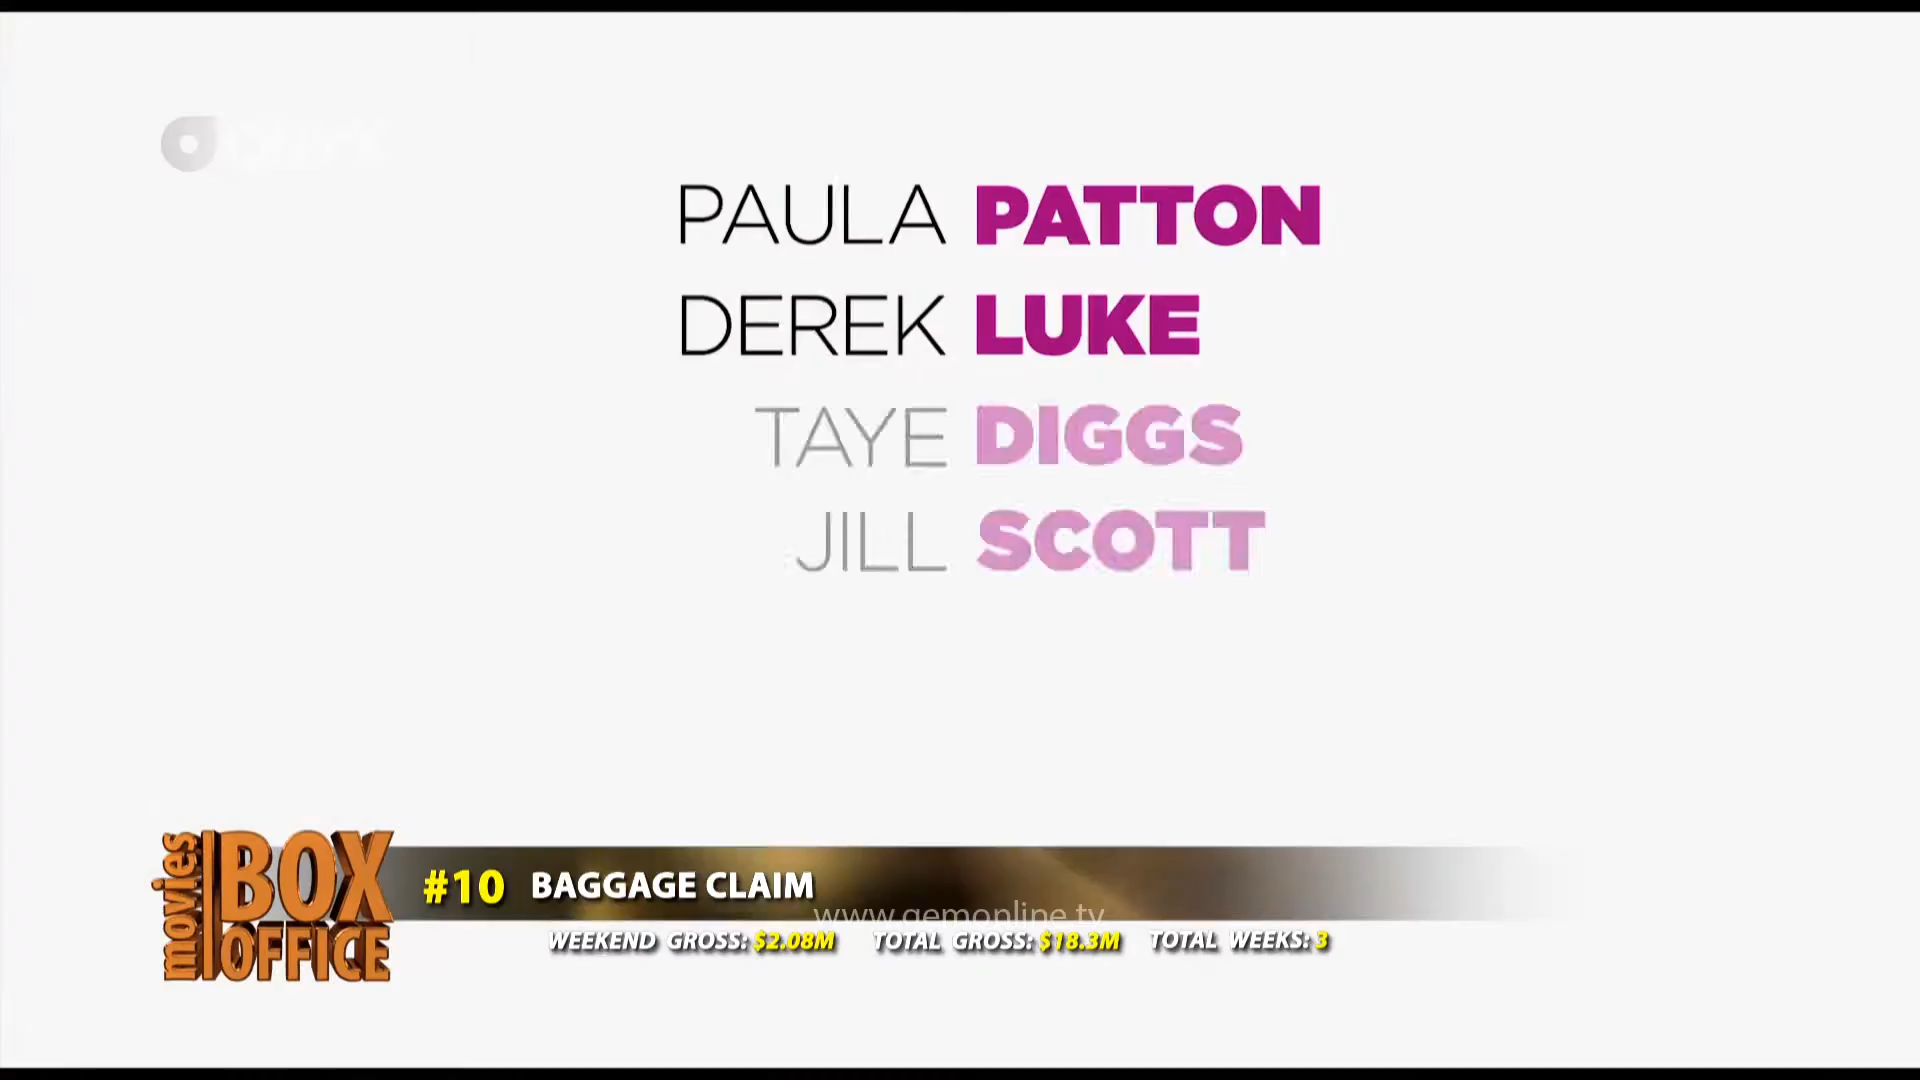 ONYX
PAULA PATTON
DEREK LUKE
TAYE DIGGS
JILL SCOTT
movies BOX OFFICE
#10 BAGGAGE CLAIM
www.gemonline.tv
WEEKEND GROSS: $2.08M TOTAL GROSS: $18.3M TOTAL WEEKS: 3